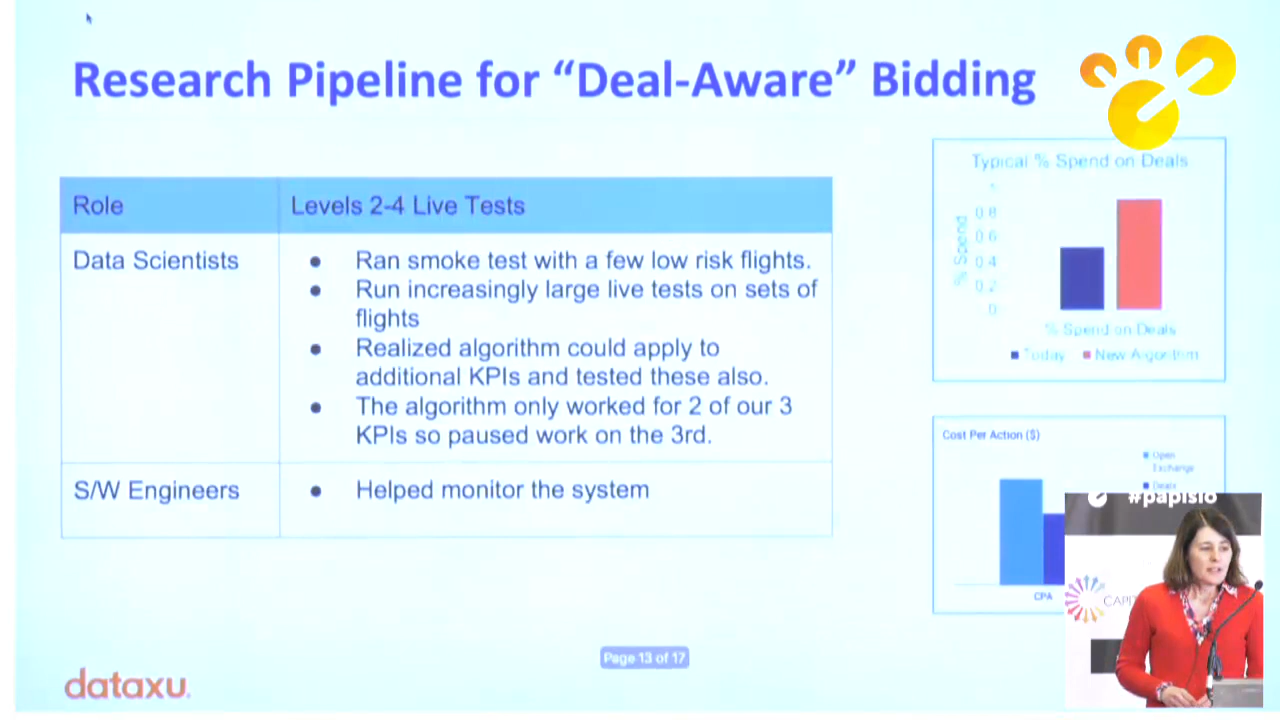 Research Pipeline for “Deal-Aware” Bidding
Role
Levels 2-4 Live Tests
Data Scientists
● Ran smoke test with a few low risk flights.
● Run increasingly large live tests on sets of
flights
● Realized algorithm could apply to
additional KPIs and tested these also.
● The algorithm only worked for 2 of our 3
KPIs so paused work on the 3rd.
S/W Engineers
● Helped monitor the system
Typical % Spend on Deals
% Spend
0.8
0.6
0.4
0.2
0
% Spend on Deals
Today
New Algorithm
Cost Per Action ($)
Open
Exchange
Deals
CPA
#papisio
CAPI
Page 13 of 17
dataxu.